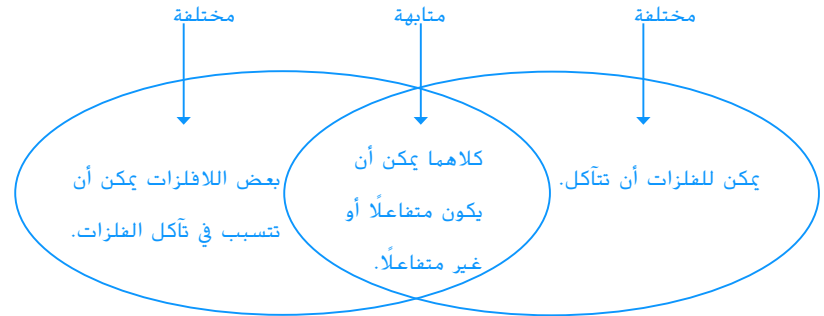 مختلفة
متابهة
مختلفة
يمكن للفلزات أن تتآكل.
كلاهما يمكن أن
يكون متفاعلًا أو
غير متفاعلًا.
بعض اللافلزات يمكن أن
تتسبب في تآكل الفلزات.